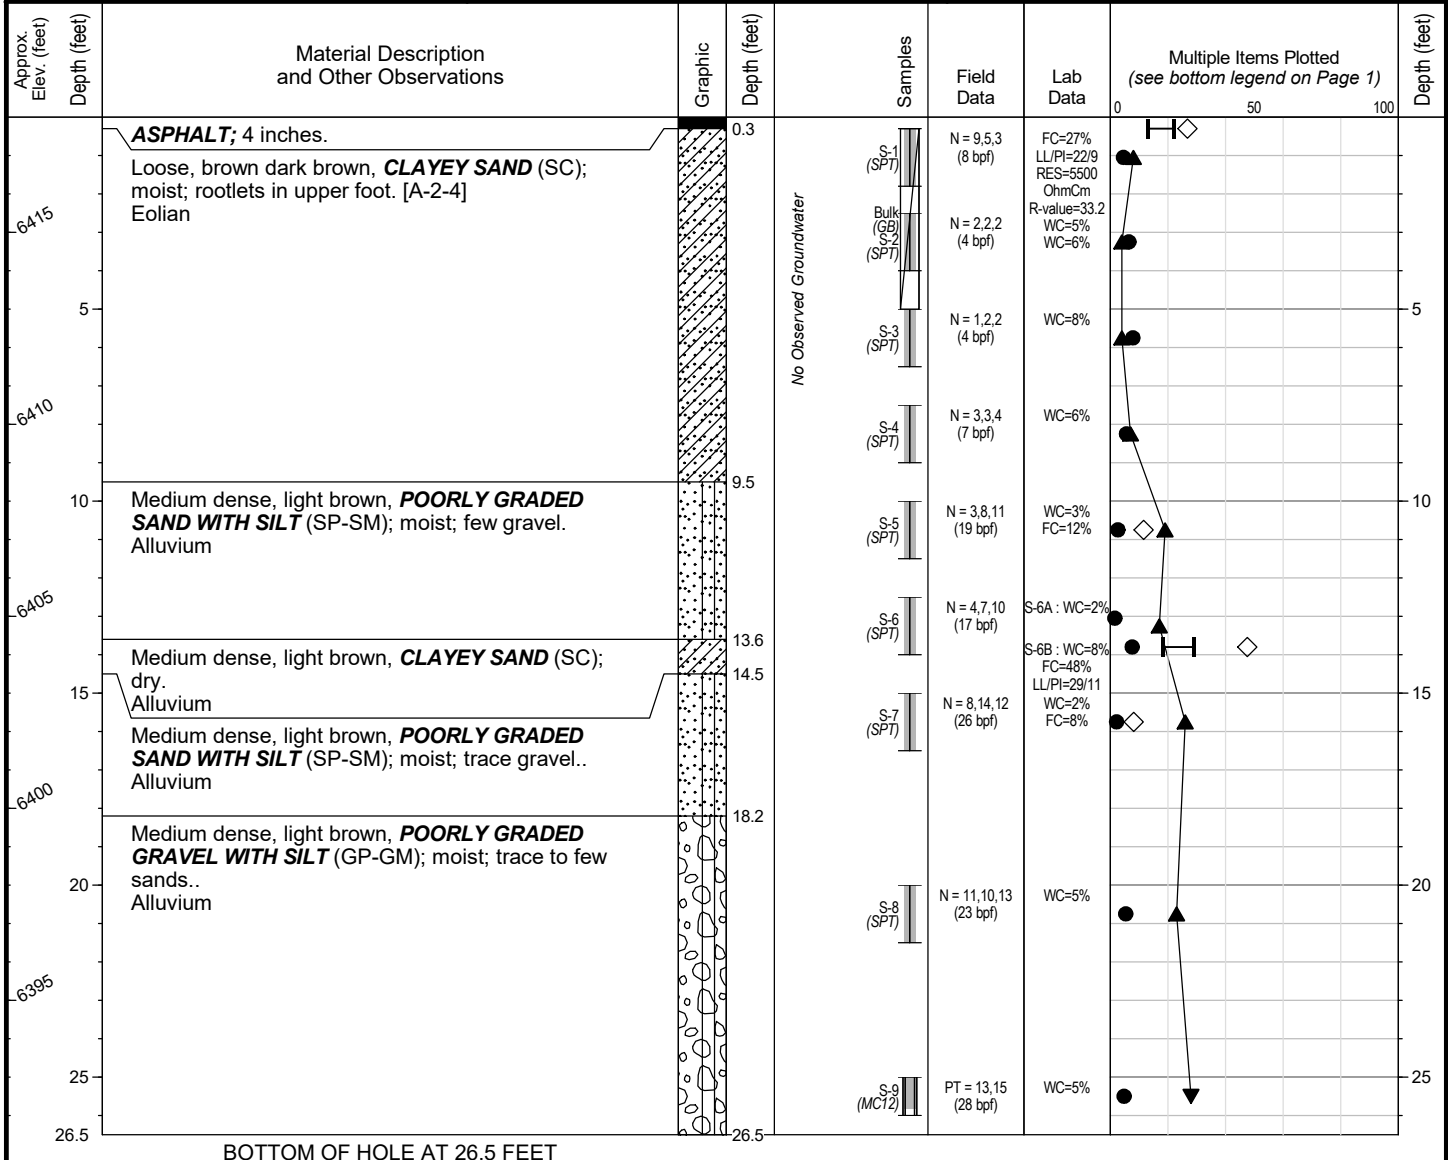 Approx.
Elev. (feet)
Depth (feet)
Material Description
and Other Observations
Graphic
Depth (feet)
Samples
Field
Data
Lab
Data
Multiple Items Plotted
(see bottom legend on Page 1)
0 50 100
Depth (feet)
ASPHALT; 4 inches.
0.3
Loose, brown dark brown, CLAYEY SAND (SC);
moist; rootlets in upper foot. [A-2-4]
Eolian
6415
5
6410
9.5
10
Medium dense, light brown, POORLY GRADED
SAND WITH SILT (SP-SM); moist; few gravel.
Alluvium
6405
13.6
Medium dense, light brown, CLAYEY SAND (SC);
dry.
Alluvium
14.5
15
Medium dense, light brown, POORLY GRADED
SAND WITH SILT (SP-SM); moist; trace gravel..
Alluvium
6400
18.2
Medium dense, light brown, POORLY GRADED
GRAVEL WITH SILT (GP-GM); moist; trace to few
sands..
Alluvium
20
6395
25
26.5
26.5
BOTTOM OF HOLE AT 26.5 FEET
No Observed Groundwater
S-1
(SPT)
N = 9,5,3
(8 bpf)
FC=27%
LL/PI=22/9
RES=5500
OhmCm
R-value=33.2
WC=5%
WC=6%
Bulk
(GB)
S-2
(SPT)
N = 2,2,2
(4 bpf)
S-3
(SPT)
N = 1,2,2
(4 bpf)
WC=8%
5
S-4
(SPT)
N = 3,3,4
(7 bpf)
WC=6%
10
S-5
(SPT)
N = 3,8,11
(19 bpf)
WC=3%
FC=12%
S-6
(SPT)
N = 4,7,10
(17 bpf)
S-6A : WC=2%
S-6B : WC=8%
FC=48%
LL/PI=29/11
15
S-7
(SPT)
N = 8,14,12
(26 bpf)
WC=2%
FC=8%
20
S-8
(SPT)
N = 11,10,13
(23 bpf)
WC=5%
25
S-9
(MC12)
PT = 13,15
(28 bpf)
WC=5%